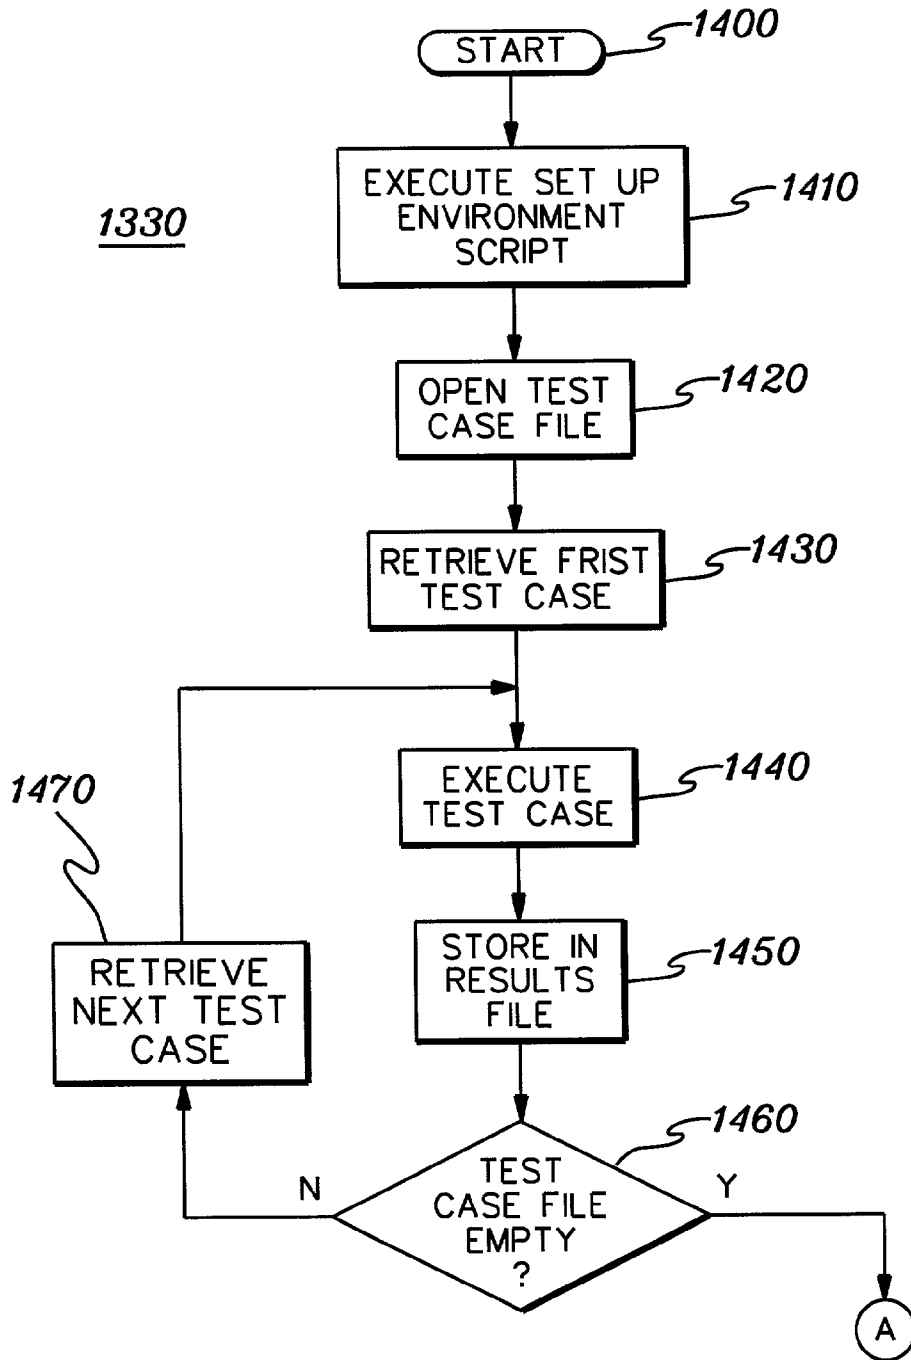 START
1400
EXECUTE SET UP
ENVIRONMENT
SCRIPT
1410
1330
OPEN TEST
CASE FILE
1420
RETRIEVE FRIST
TEST CASE
1430
EXECUTE
TEST CASE
1440
1470
STORE IN
RESULTS
FILE
1450
RETRIEVE
NEXT TEST
CASE
1460
TEST
CASE FILE
EMPTY
?
N
Y
A